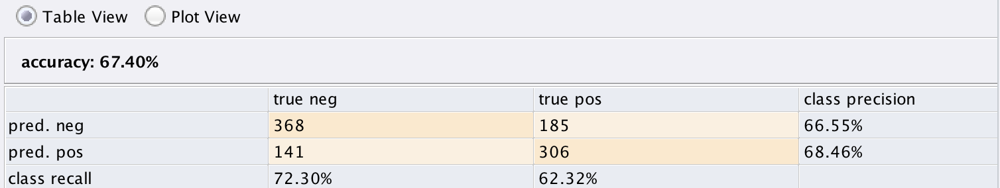 Table View Plot View
accuracy: 67.40%
true neg true pos class precision
pred. neg 368 185 66.55%
pred. pos 141 306 68.46%
class recall 72.30% 62.32%